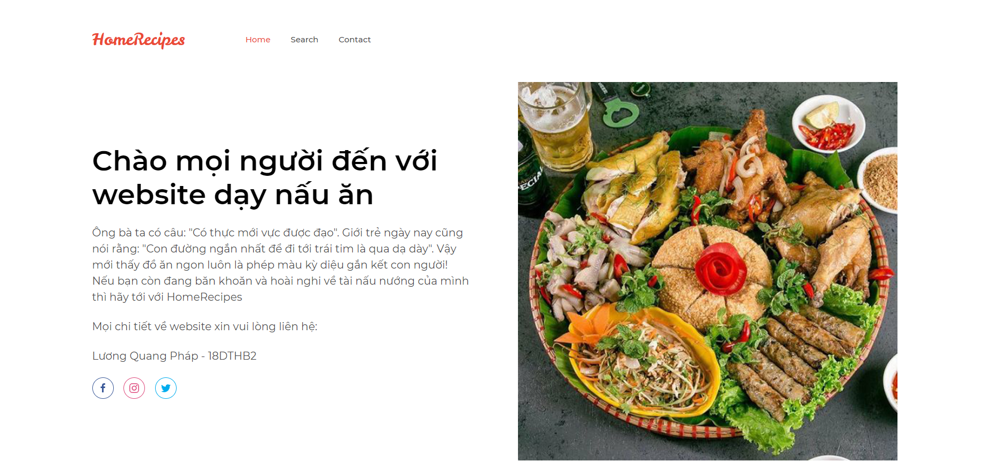 HomeRecipes
Home
Search
Contact
Chào mọi người đến với
website dạy nấu ăn
Ông bà ta có câu: "Có thực mới vực được đạo". Giới trẻ ngày nay cũng
nói rằng: "Con đường ngắn nhất để đi tới trái tim là qua dạ dày". Vậy
mới thấy đồ ăn ngon luôn là phép màu kỳ diệu gắn kết con người!
Nếu bạn còn đang băn khoăn và hoài nghi về tài nấu nướng của mình
thì hãy tới với HomeRecipes
Mọi chi tiết về website xin vui lòng liên hệ:
Lương Quang Pháp - 18DTHB2